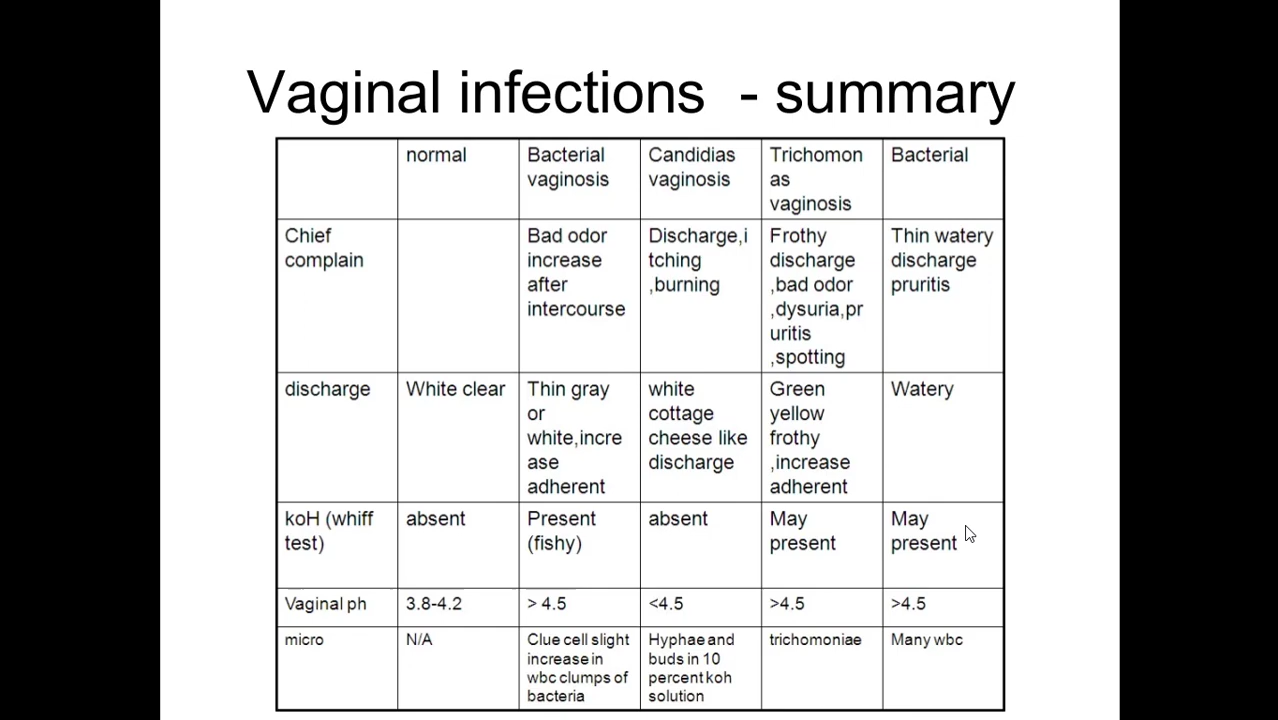 Vaginal infections - summary
normal
Bacterial
vaginosis
Candidias
vaginosis
Trichomon
as
vaginosis
Bacterial
Chief
complain
Bad odor
increase
after
intercourse
Discharge,i
tching
,burning
Frothy
discharge
,bad odor
,dysuria,pr
uritis
,spotting
Thin watery
discharge
pruritis
discharge
White clear
Thin gray
or
white,incre
ase
adherent
white
cottage
cheese like
discharge
Green
yellow
frothy
,increase
adherent
Watery
koH (whiff
test)
absent
Present
(fishy)
absent
May
present
May
present
Vaginal ph
3.8-4.2
> 4.5
<4.5
>4.5
>4.5
micro
N/A
Clue cell slight
increase in
wbc clumps of
bacteria
Hyphae and
buds in 10
percent koh
solution
trichomoniae
Many wbc